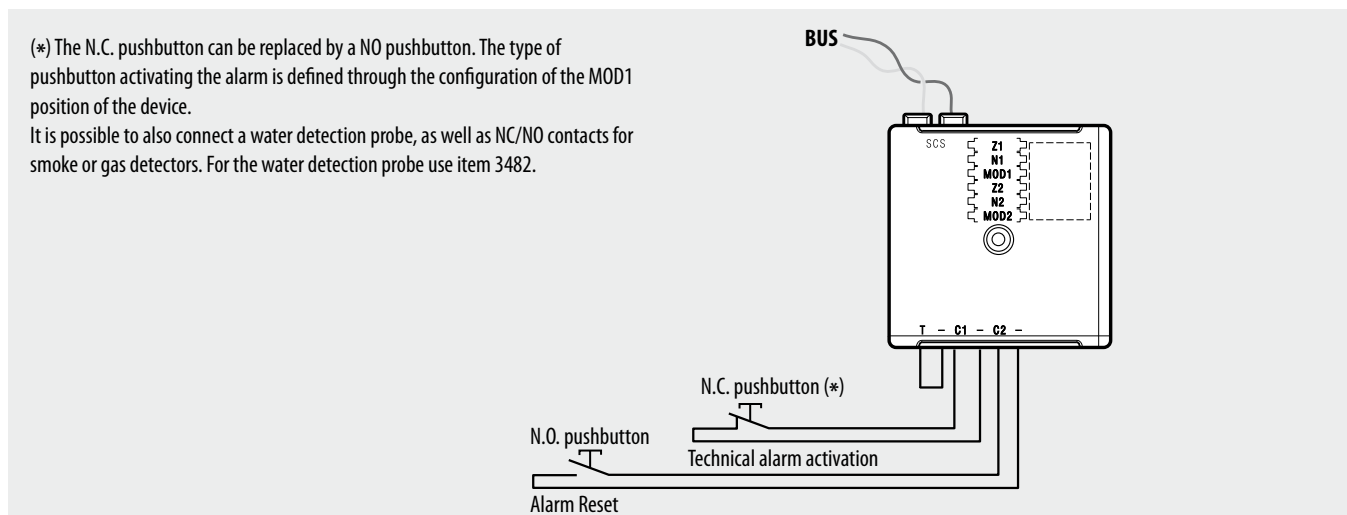 (*) The N.C. pushbutton can be replaced by a NO pushbutton. The type of
pushbutton activating the alarm is defined through the configuration of the MOD1
position of the device.
It is possible to also connect a water detection probe, as well as NC/NO contacts for
smoke or gas detectors. For the water detection probe use item 3482.
BUS
SCS
Z1
N1
MOD1
Z2
N2
MOD2
T – C1 – C2 –
N.C. pushbutton (*)
Technical alarm activation
N.O. pushbutton
Alarm Reset